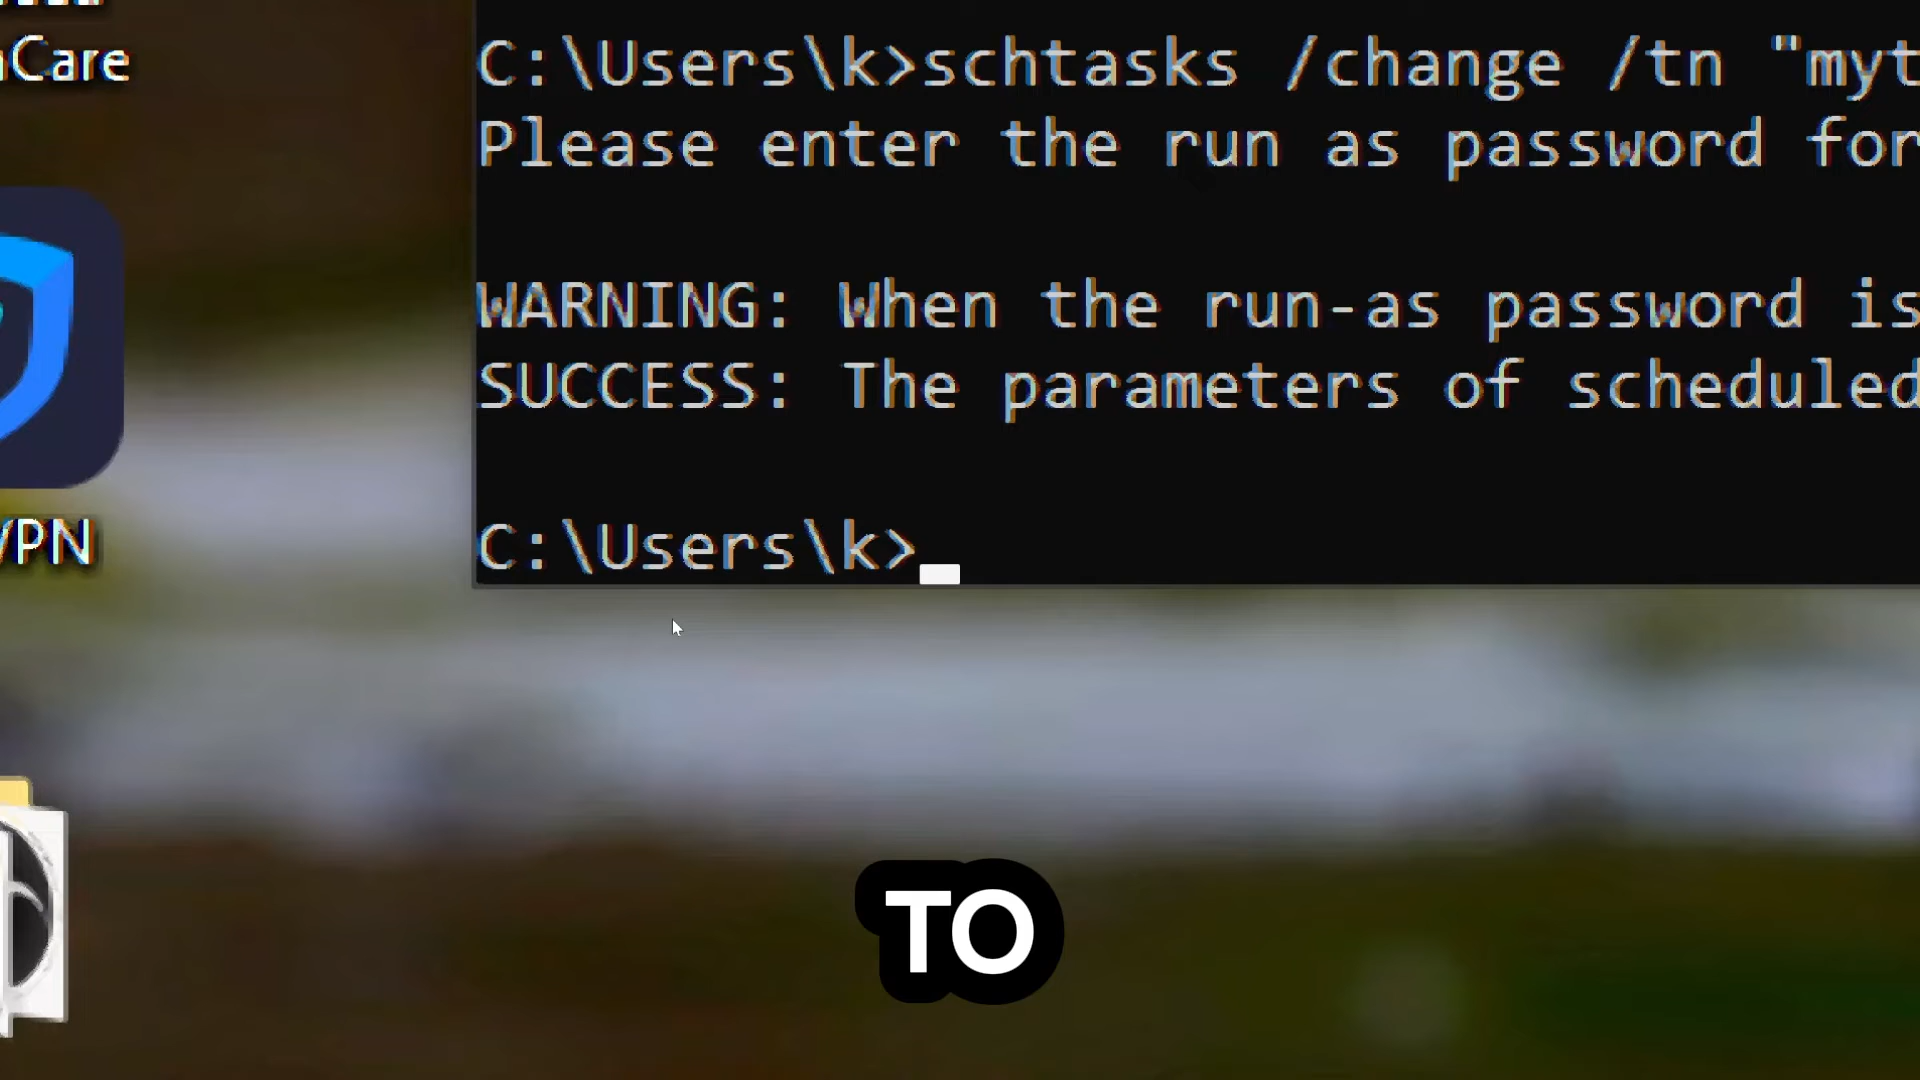 Care
C:\Users\k>schtasks /change /tn "myt
Please enter the run as password for
WARNING: When the run-as password is
SUCCESS: The parameters of scheduled
VPN
C:\Users\k>
TO